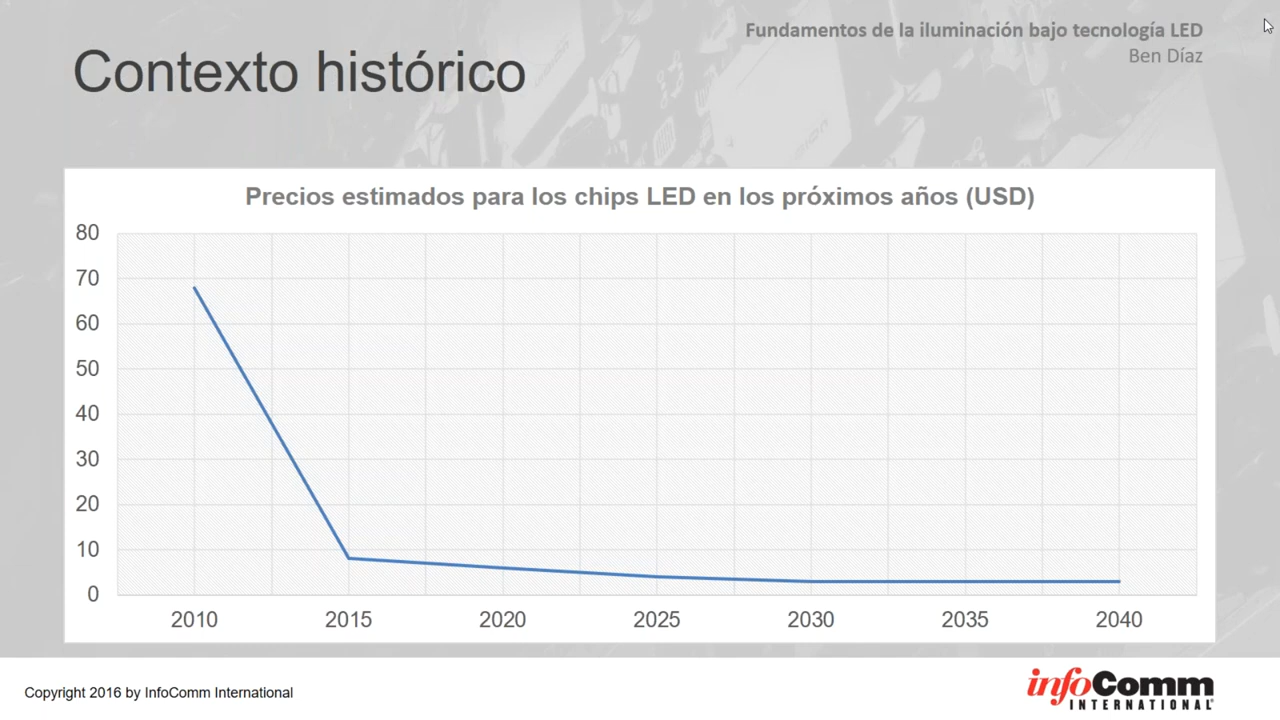 Fundamentos de la iluminación bajo tecnología LED
Ben Díaz
Contexto histórico
Precios estimados para los chips LED en los próximos años (USD)
80
70
60
50
40
30
20
10
0
2010 2015 2020 2025 2030 2035 2040
Copyright 2016 by InfoComm International
infoComm
INTERNATIONAL®